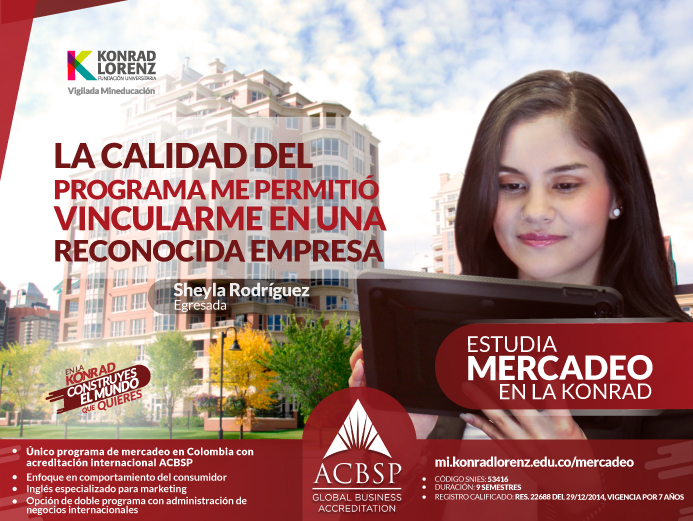 KONRAD
LORENZ
FUNDACIÓN UNIVERSITARIA
Vigilada Mineducación
LA CALIDAD DEL
PROGRAMA ME PERMITIÓ
VINCULARME EN UNA
RECONOCIDA EMPRESA
Sheyla Rodríguez
Egresada
ESTUDIA
MERCADEO
EN LA KONRAD
EN LA
KONRAD
CONSTRUYES
EL MUNDO
QUE QUIERES
• Único programa de mercadeo en Colombia con
acreditación internacional ACBSP
• Enfoque en comportamiento del consumidor
• Inglés especializado para marketing
• Opción de doble programa con administración de
negocios internacionales
ACBSP
GLOBAL BUSINESS
ACCREDITATION
mi.konradlorenz.edu.co/mercadeo
• CÓDIGO SNIES: 53416
• DURACIÓN: 9 SEMESTRES
• REGISTRO CALIFICADO: RES. 22688 DEL 29/12/2014, VIGENCIA POR 7 AÑOS